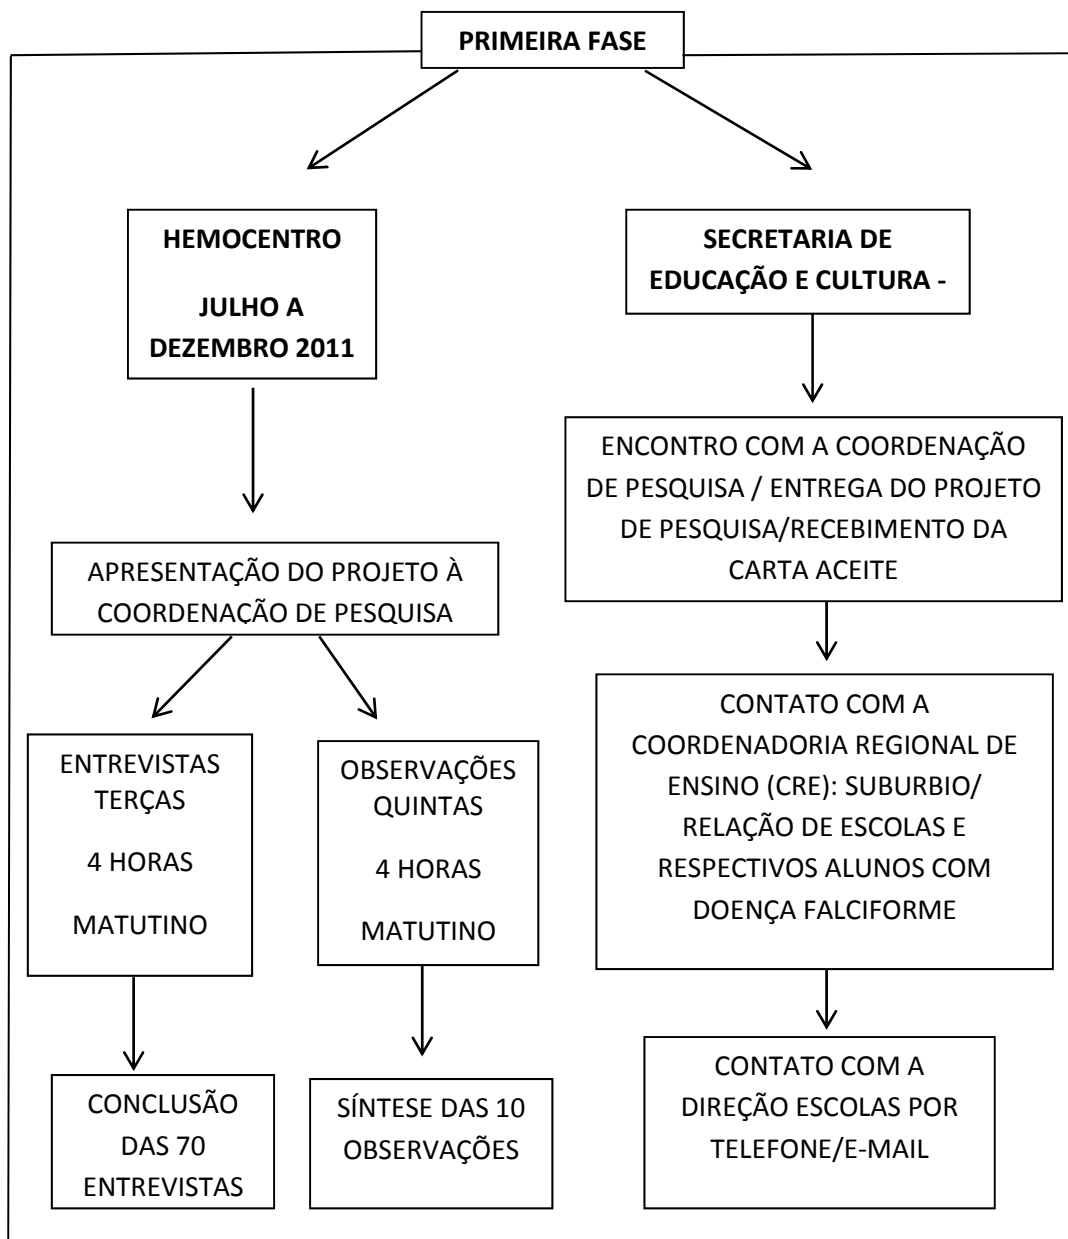 PRIMEIRA FASE
HEMOCENTRO
JULHO A
DEZEMBRO 2011
SECRETARIA DE
EDUCAÇÃO E CULTURA -
APRESENTAÇÃO DO PROJETO À
COORDENAÇÃO DE PESQUISA
ENCONTRO COM A COORDENAÇÃO
DE PESQUISA / ENTREGA DO PROJETO
DE PESQUISA/RECEBIMENTO DA
CARTA ACEITE
ENTREVISTAS
TERÇAS
4 HORAS
MATUTINO
OBSERVAÇÕES
QUINTAS
4 HORAS
MATUTINO
CONTATO COM A
COORDENADORIA REGIONAL DE
ENSINO (CRE): SUBURBIO/
RELAÇÃO DE ESCOLAS E
RESPECTIVOS ALUNOS COM
DOENÇA FALCIFORME
CONCLUSÃO
DAS 70
ENTREVISTAS
SÍNTESE DAS 10
OBSERVAÇÕES
CONTATO COM A
DIREÇÃO ESCOLAS POR
TELEFONE/E-MAIL